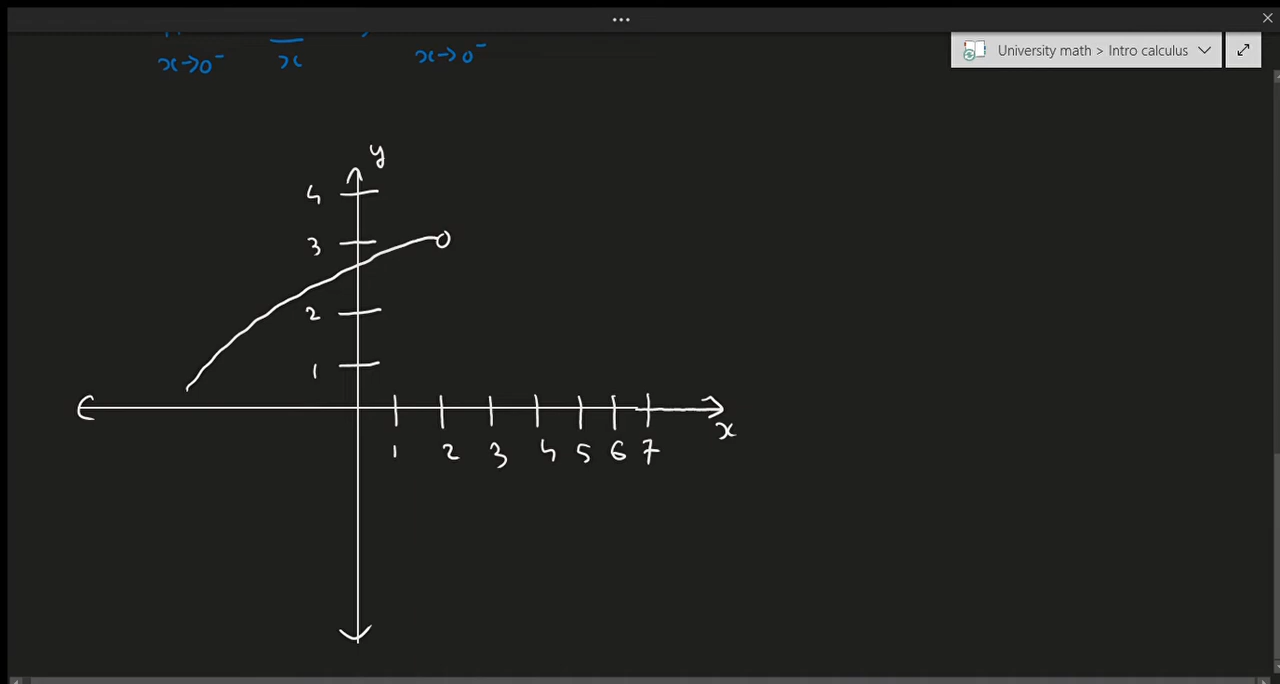 University math > Intro calculus
x→0⁻ x x→0⁻
y
4
3
2
1
x
1 2 3 4 5 6 7